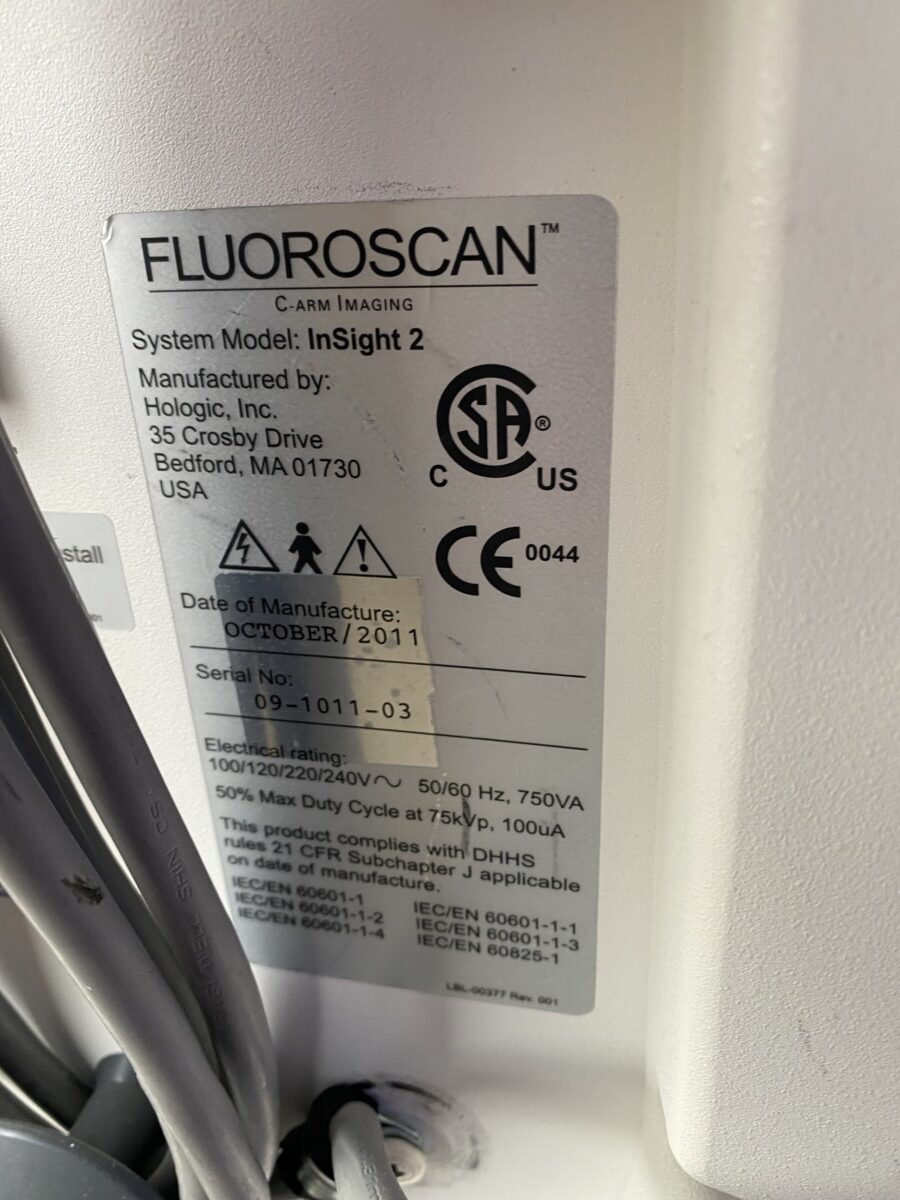 FLUOROSCAN™
C-ARM IMAGING
System Model: InSight 2
Manufactured by:
Hologic, Inc.
35 Crosby Drive
Bedford, MA 01730
USA
CSA®
C US
CE 0044
Date of Manufacture:
OCTOBER/2011
Serial No:
09-1011-03
Electrical rating:
100/120/220/240V∿ 50/60 Hz, 750VA
50% Max Duty Cycle at 75kVp, 100uA
This product complies with DHHS
rules 21 CFR Subchapter J applicable
on date of manufacture.
IEC/EN 60601-1 IEC/EN 60601-1-1
IEC/EN 60601-1-2 IEC/EN 60601-1-3
IEC/EN 60601-1-4 IEC/EN 60825-1
LBL-00377 Rev. 001
stall